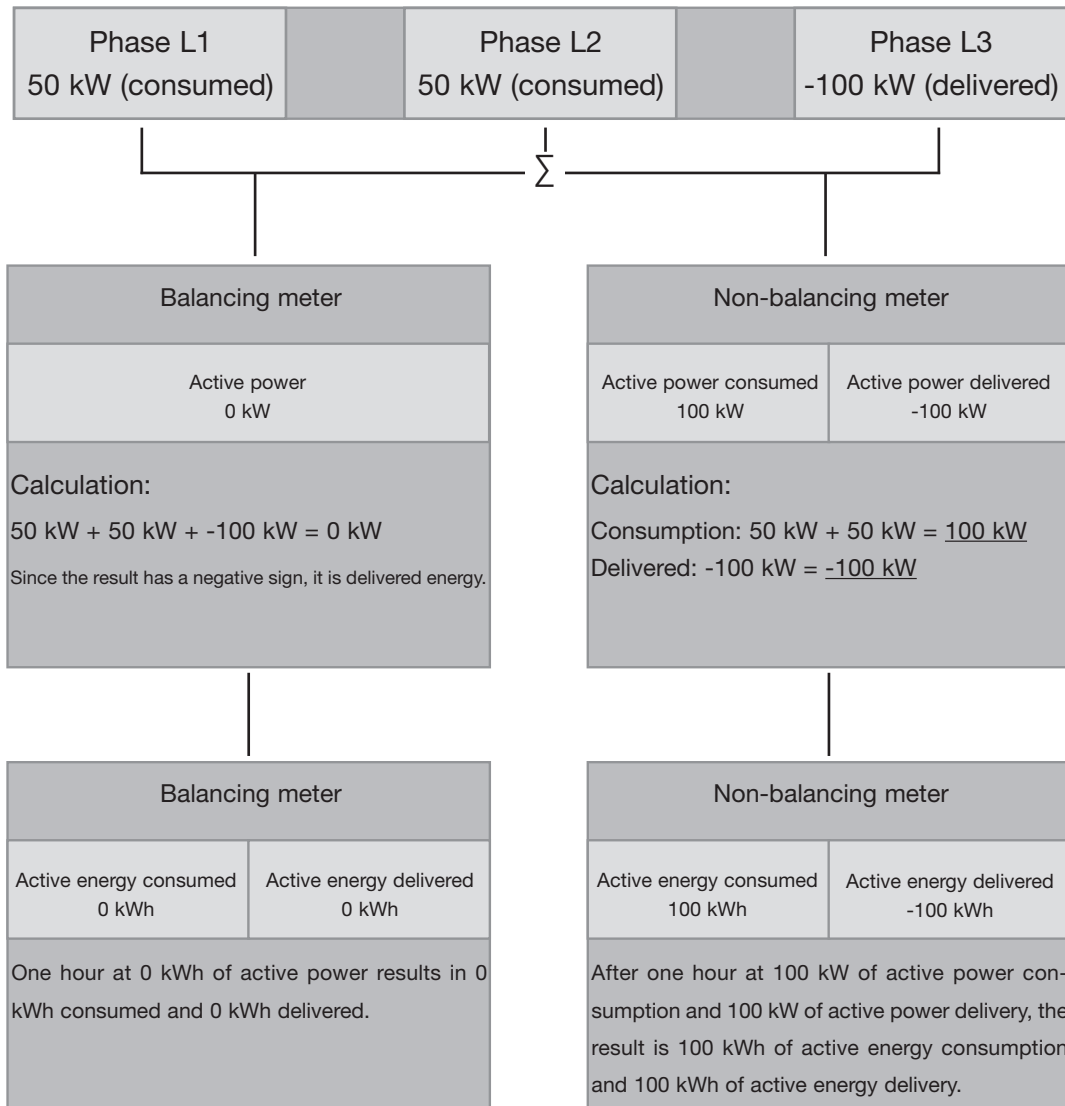 Phase L1
50 kW (consumed)
Phase L2
50 kW (consumed)
Phase L3
-100 kW (delivered)
∑
Balancing meter
Active power
0 kW
Calculation:
50 kW + 50 kW + -100 kW = 0 kW
Since the result has a negative sign, it is delivered energy.
Non-balancing meter
Active power consumed
100 kW
Active power delivered
-100 kW
Calculation:
Consumption: 50 kW + 50 kW = 100 kW
Delivered: -100 kW = -100 kW
Balancing meter
Active energy consumed
0 kWh
Active energy delivered
0 kWh
One hour at 0 kWh of active power results in 0
kWh consumed and 0 kWh delivered.
Non-balancing meter
Active energy consumed
100 kWh
Active energy delivered
-100 kWh
After one hour at 100 kW of active power con-
sumption and 100 kW of active power delivery, the
result is 100 kWh of active energy consumption
and 100 kWh of active energy delivery.